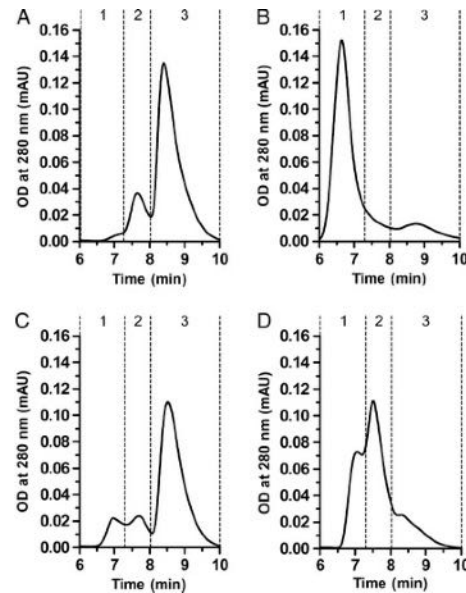 A 1 2 3
OD at 280 nm (mAU)
0.16
0.14
0.12
0.10
0.08
0.06
0.04
0.02
0.00
6 7 8 9 10
Time (min)
B 1 2 3
OD at 280 nm (mAU)
0.16
0.14
0.12
0.10
0.08
0.06
0.04
0.02
0.00
6 7 8 9 10
Time (min)
C 1 2 3
OD at 280 nm (mAU)
0.16
0.14
0.12
0.10
0.08
0.06
0.04
0.02
0.00
6 7 8 9 10
Time (min)
D 1 2 3
OD at 280 nm (mAU)
0.16
0.14
0.12
0.10
0.08
0.06
0.04
0.02
0.00
6 7 8 9 10
Time (min)